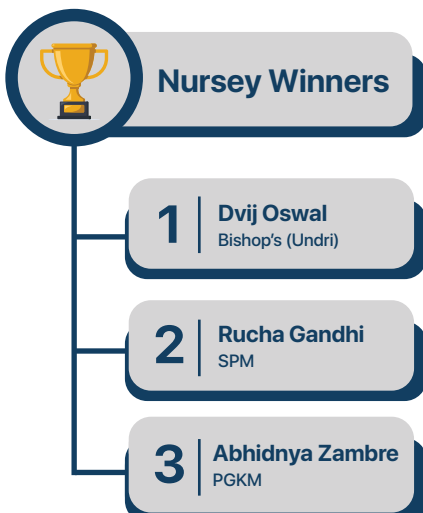 Nursey Winners
1
Dvij Oswal
Bishop's (Undri)
2
Rucha Gandhi
SPM
3
Abhidnya Zambre
PGKM